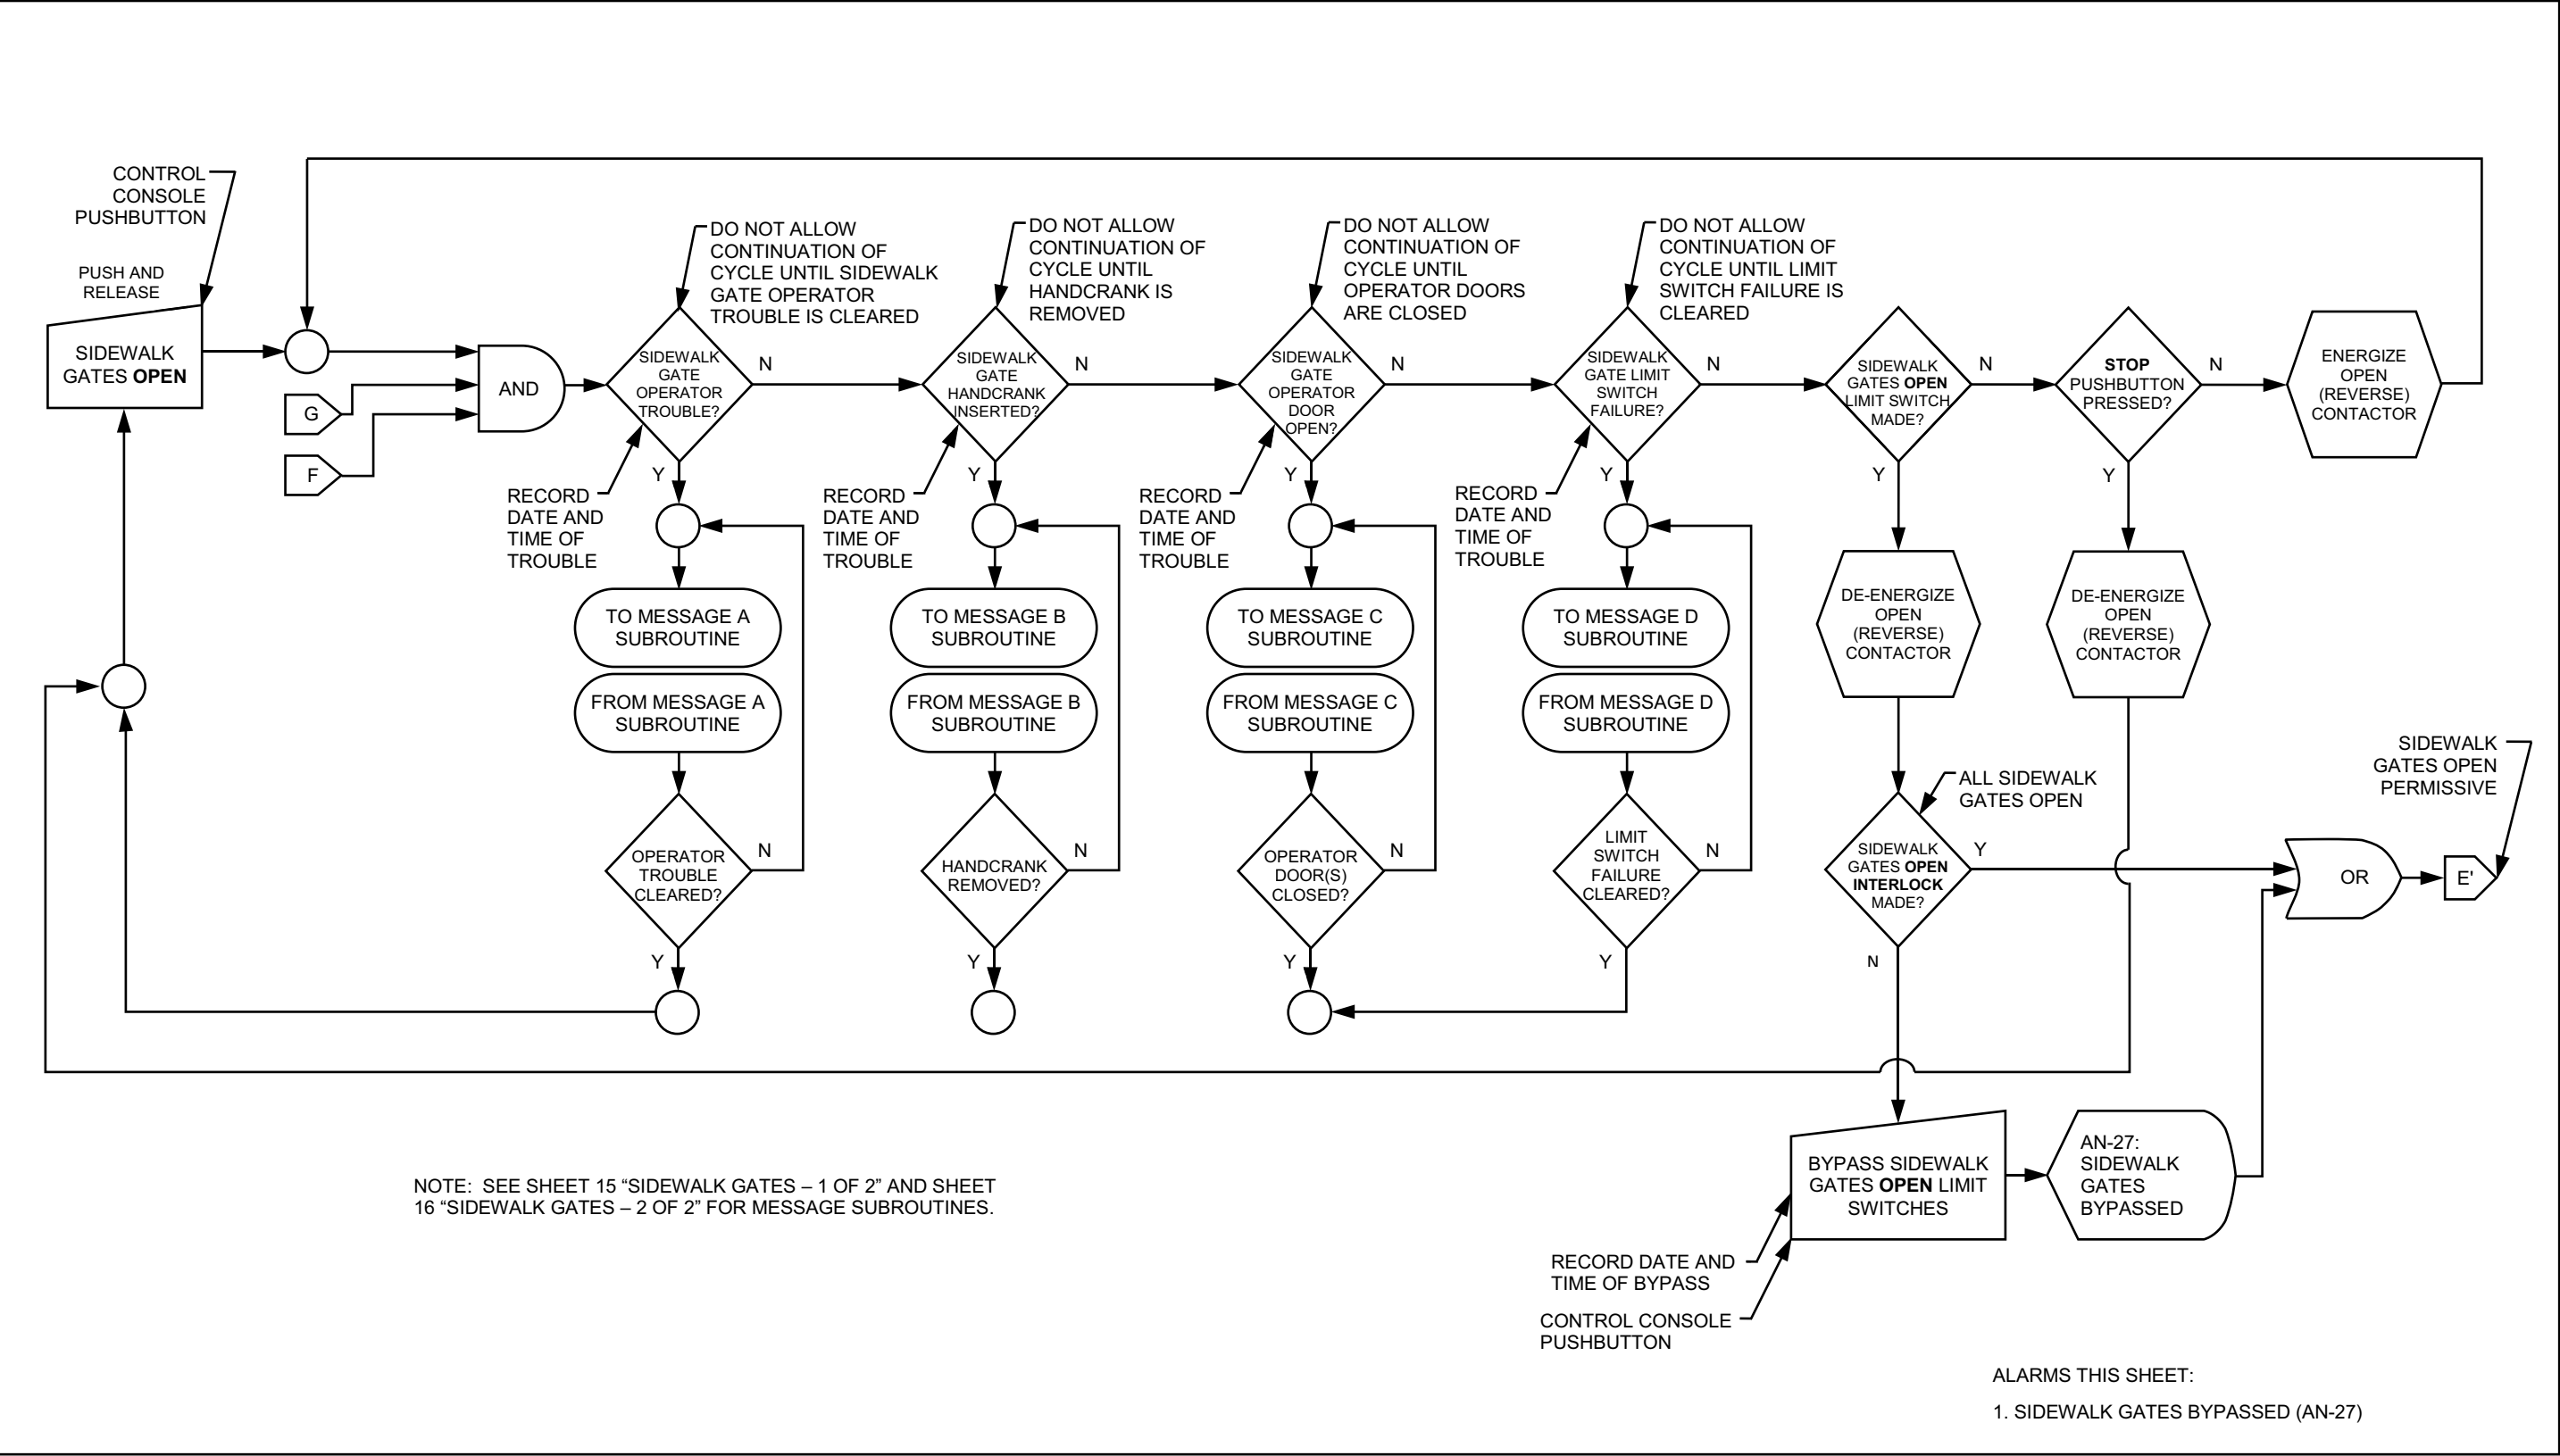 CONTROL
CONSOLE
PUSHBUTTON
PUSH AND
RELEASE
SIDEWALK
GATES OPEN
G
F
AND
DO NOT ALLOW
CONTINUATION OF
CYCLE UNTIL SIDEWALK
GATE OPERATOR
TROUBLE IS CLEARED
SIDEWALK
GATE
OPERATOR
TROUBLE?
N
Y
RECORD
DATE AND
TIME OF
TROUBLE
TO MESSAGE A
SUBROUTINE
FROM MESSAGE A
SUBROUTINE
OPERATOR
TROUBLE
CLEARED?
N
Y
DO NOT ALLOW
CONTINUATION OF
CYCLE UNTIL
HANDCRANK IS
REMOVED
SIDEWALK
GATE
HANDCRANK
INSERTED?
N
Y
RECORD
DATE AND
TIME OF
TROUBLE
TO MESSAGE B
SUBROUTINE
FROM MESSAGE B
SUBROUTINE
HANDCRANK
REMOVED?
N
Y
DO NOT ALLOW
CONTINUATION OF
CYCLE UNTIL
OPERATOR DOORS
ARE CLOSED
SIDEWALK
GATE
OPERATOR
DOOR
OPEN?
N
Y
RECORD
DATE AND
TIME OF
TROUBLE
TO MESSAGE C
SUBROUTINE
FROM MESSAGE C
SUBROUTINE
OPERATOR
DOOR(S)
CLOSED?
N
Y
DO NOT ALLOW
CONTINUATION OF
CYCLE UNTIL LIMIT
SWITCH FAILURE IS
CLEARED
SIDEWALK
GATE LIMIT
SWITCH
FAILURE?
N
Y
RECORD
DATE AND
TIME OF
TROUBLE
TO MESSAGE D
SUBROUTINE
FROM MESSAGE D
SUBROUTINE
LIMIT
SWITCH
FAILURE
CLEARED?
N
Y
SIDEWALK
GATES OPEN
LIMIT SWITCH
MADE?
N
Y
DE-ENERGIZE
OPEN
(REVERSE)
CONTACTOR
ALL SIDEWALK
GATES OPEN
SIDEWALK
GATES OPEN
INTERLOCK
MADE?
Y
N
STOP
PUSHBUTTON
PRESSED?
N
Y
DE-ENERGIZE
OPEN
(REVERSE)
CONTACTOR
ENERGIZE
OPEN
(REVERSE)
CONTACTOR
SIDEWALK
GATES OPEN
PERMISSIVE
OR
E'
BYPASS SIDEWALK
GATES OPEN LIMIT
SWITCHES
AN-27:
SIDEWALK
GATES
BYPASSED
RECORD DATE AND
TIME OF BYPASS
CONTROL CONSOLE
PUSHBUTTON
NOTE: SEE SHEET 15 “SIDEWALK GATES – 1 OF 2” AND SHEET
16 “SIDEWALK GATES – 2 OF 2” FOR MESSAGE SUBROUTINES.
ALARMS THIS SHEET:
1. SIDEWALK GATES BYPASSED (AN-27)